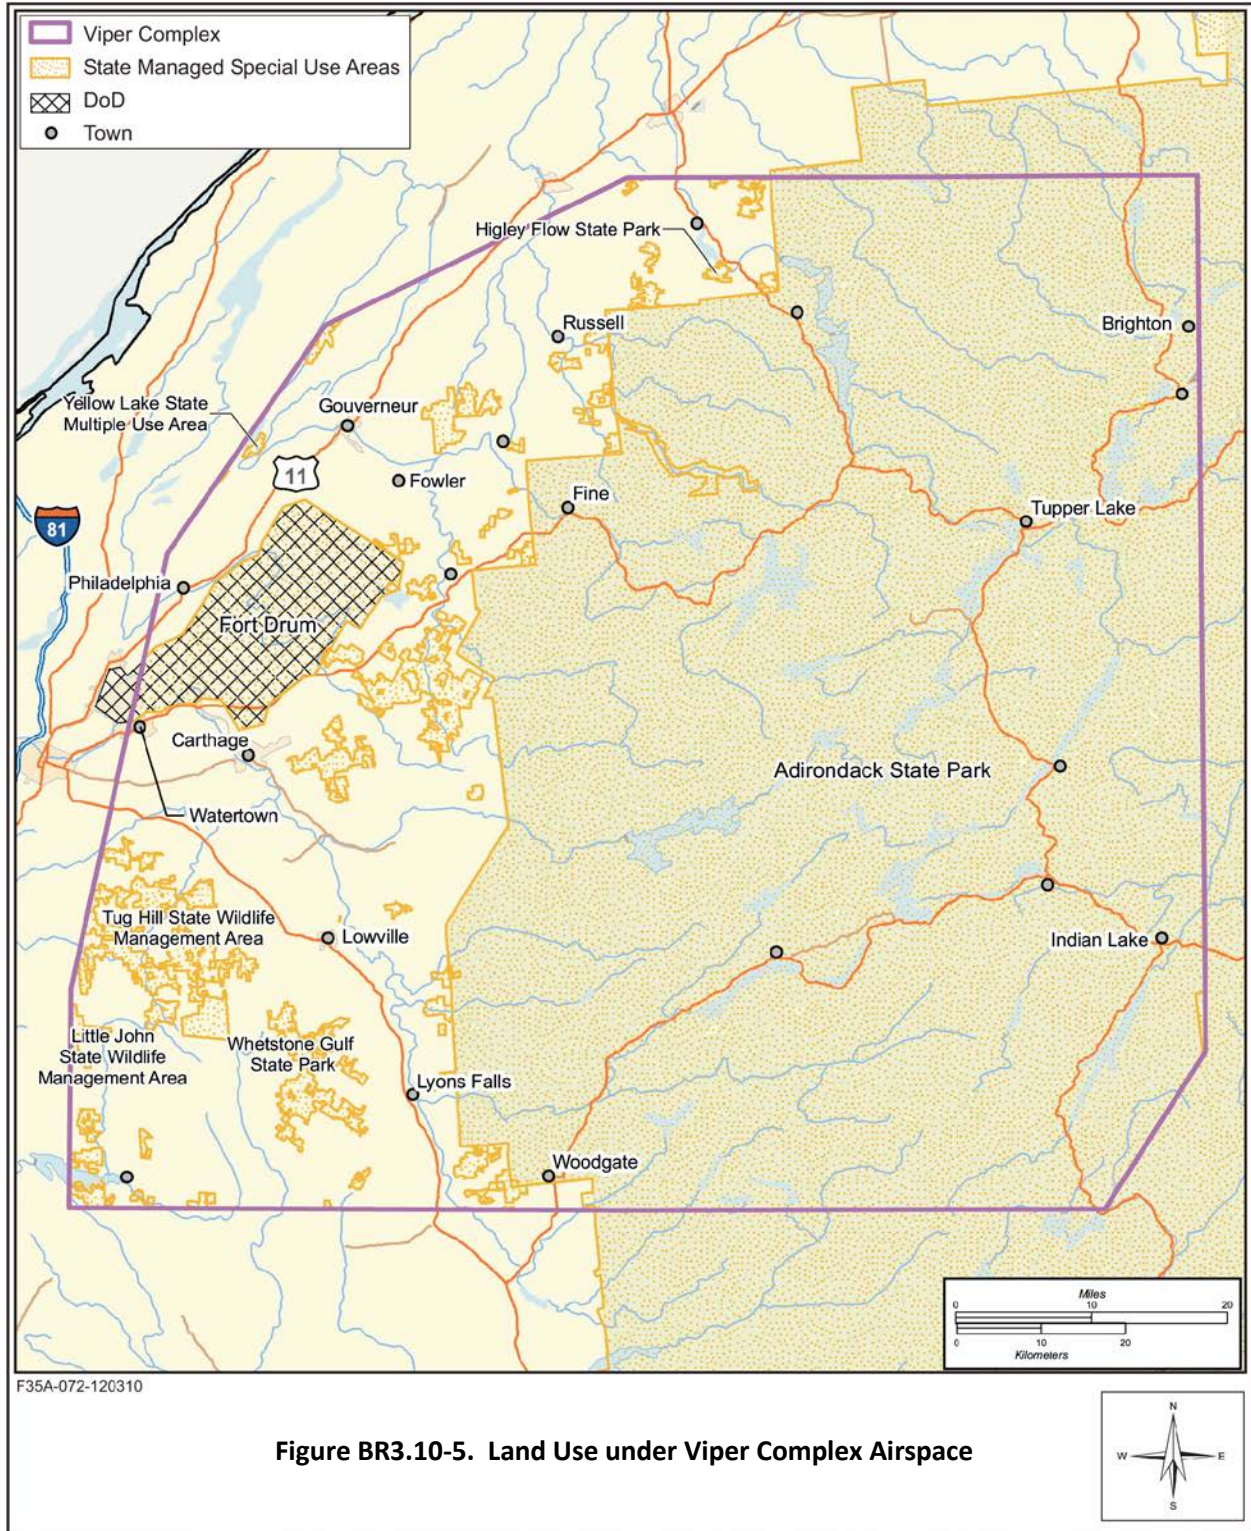 Viper Complex
State Managed Special Use Areas
DoD
Town
Higley Flow State Park
Russell
Brighton
Yellow Lake State
Multiple Use Area
Gouverneur
11
Fowler
Fine
81
Tupper Lake
Philadelphia
Fort Drum
Carthage
Adirondack State Park
Watertown
Tug Hill State Wildlife
Management Area
Lowville
Indian Lake
Little John
State Wildlife
Management Area
Whetstone Gulf
State Park
Lyons Falls
Woodgate
Miles
0 10 20
0 10 20
Kilometers
F35A-072-120310
Figure BR3.10-5. Land Use under Viper Complex Airspace
N
W E
S